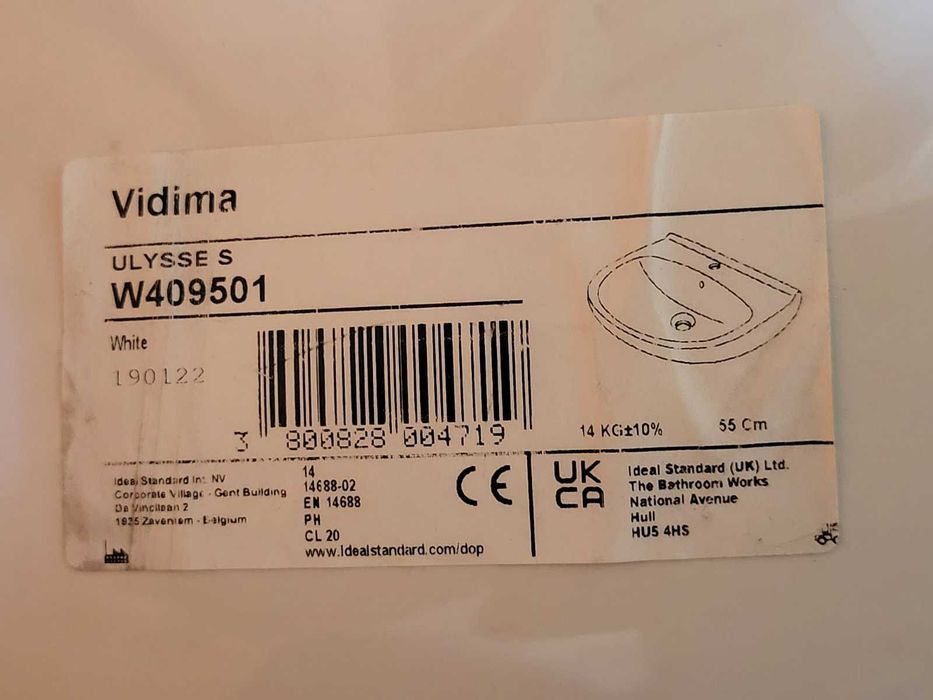 Vidima
ULYSSE S
W409501
White
190122
3 800828 004719
14 KG±10%
55 Cm
Ideal Standard Int. NV
Corporate Village - Gent Building
Da Vincilaan 2
1935 Zaventem - Belgium
14
14688-02
EN 14688
PH
CL 20
www.Idealstandard.com/dop
CE
UK
CA
Ideal Standard (UK) Ltd.
The Bathroom Works
National Avenue
Hull
HU5 4HS